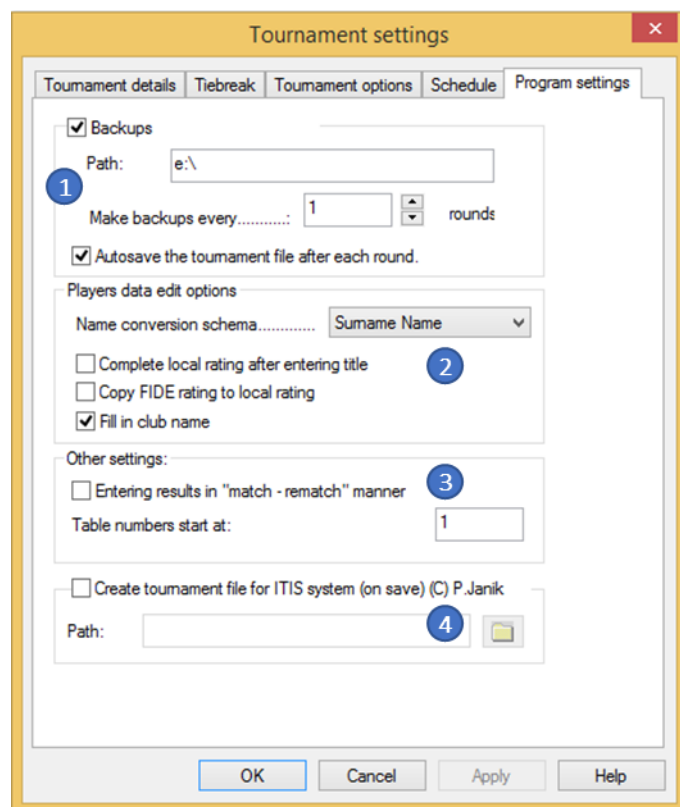 Tournament settings
Tournament details Tiebreak Tournament options Schedule Program settings
Backups
Path: e:\
1
Make backups every...........: 1 rounds
Autosave the tournament file after each round.
Players data edit options
Name conversion schema............. Surname Name
Complete local rating after entering title
2
Copy FIDE rating to local rating
Fill in club name
Other settings:
Entering results in "match - rematch" manner
3
Table numbers start at: 1
Create tournament file for ITIS system (on save) (C) P.Janik
Path:
4
OK Cancel Apply Help